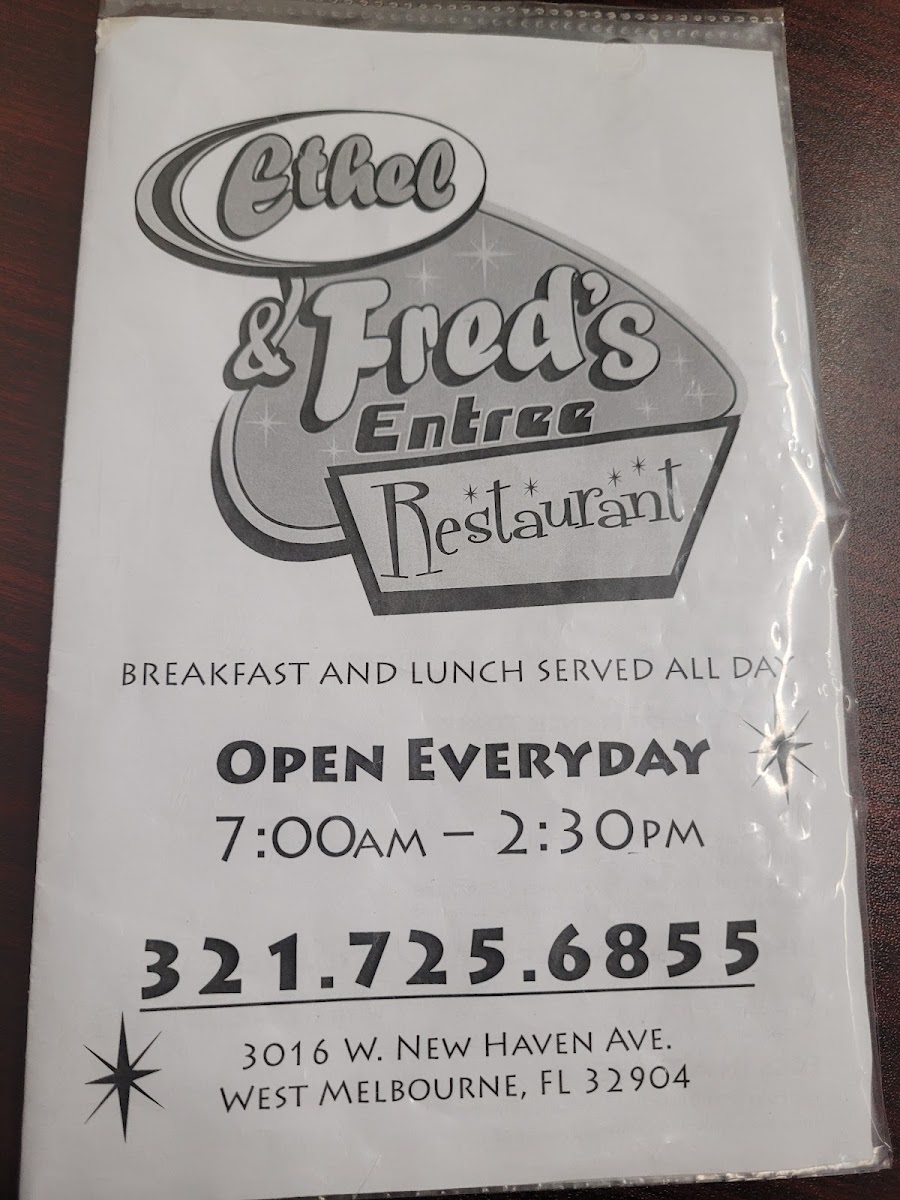 Ethel
& Fred's
Entree
Restaurant
BREAKFAST AND LUNCH SERVED ALL DAY
OPEN EVERYDAY
7:00AM – 2:30PM
321.725.6855
3016 W. NEW HAVEN AVE.
WEST MELBOURNE, FL 32904